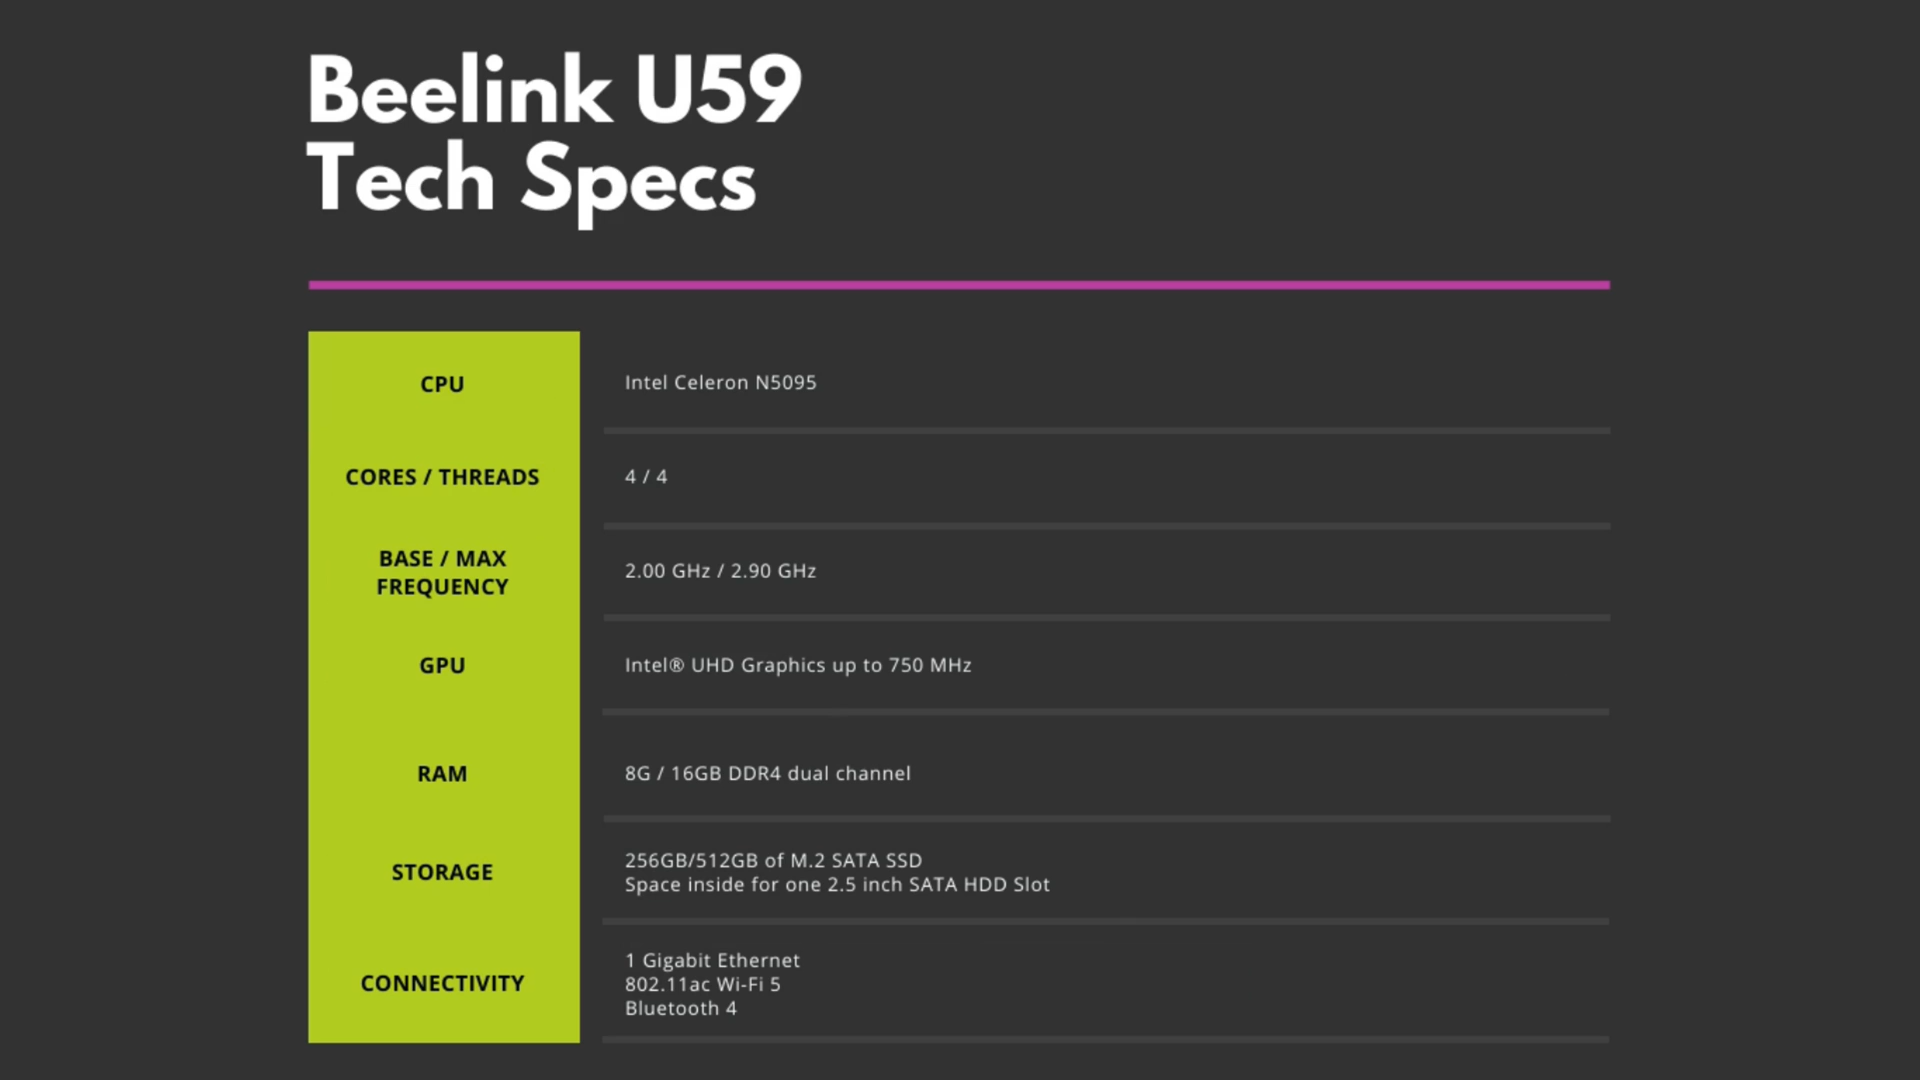 Beelink U59
Tech Specs
CPU
Intel Celeron N5095
CORES / THREADS
4 / 4
BASE / MAX
FREQUENCY
2.00 GHz / 2.90 GHz
GPU
Intel® UHD Graphics up to 750 MHz
RAM
8G / 16GB DDR4 dual channel
STORAGE
256GB/512GB of M.2 SATA SSD
Space inside for one 2.5 inch SATA HDD Slot
CONNECTIVITY
1 Gigabit Ethernet
802.11ac Wi-Fi 5
Bluetooth 4